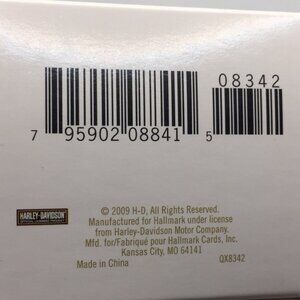 08342
7 95902 08841 5
HARLEY-DAVIDSON
© 2009 H-D, All Rights Reserved.
Manufactured for Hallmark under license
from Harley-Davidson Motor Company.
Mfd. for/Fabriqué pour Hallmark Cards, Inc.
Kansas City, MO 64141
Made in China QX8342